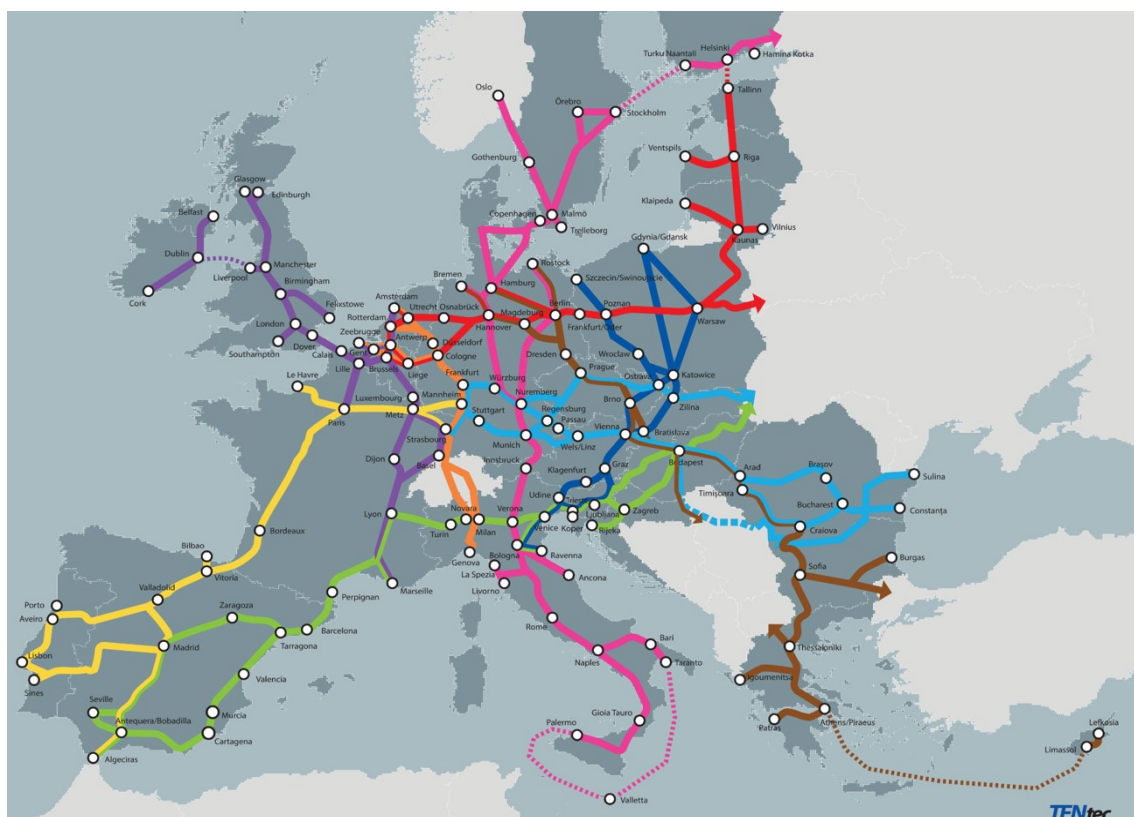 Helsinki
Turku Naantali
Hamina Kotka
Tallinn
Oslo
Örebro
Stockholm
Ventspils
Riga
Gothenburg
Glasgow
Edinburgh
Klaipeda
Belfast
Copenhagen
Malmö
Trelleborg
Kaunas
Vilnius
Gdynia/Gdansk
Dublin
Manchester
Liverpool
Rostock
Bremen
Szczecin/Swinoujscie
Cork
Birmingham
Hamburg
Felixstowe
Amsterdam
Utrecht
Osnabrück
Magdeburg
Berlin
Poznan
Warsaw
Rotterdam
London
Zeebrugge
Hannover
Frankfurt/Oder
Dover
Southampton
Calais
Gent
Antwerp
Düsseldorf
Cologne
Dresden
Wroclaw
Lille
Brussels
Liege
Prague
Ostrava
Katowice
Le Havre
Frankfurt
Würzburg
Luxembourg
Mannheim
Nuremberg
Brno
Zilina
Paris
Metz
Stuttgart
Regensburg
Passau
Strasbourg
Munich
Wels/Linz
Vienna
Bratislava
Dijon
Basel
Innsbruck
Klagenfurt
Graz
Budapest
Arad
Braşov
Sulina
Timişoara
Udine
Trieste
Lyon
Novara
Verona
Ljubljana
Zagreb
Bucharest
Constanţa
Turin
Milan
Venice
Koper
Rijeka
Craiova
Bordeaux
Bilbao
Genova
Bologna
Ravenna
Burgas
Vitoria
La Spezia
Ancona
Sofia
Livorno
Marseille
Valladolid
Perpignan
Porto
Aveiro
Zaragoza
Barcelona
Rome
Madrid
Tarragona
Bari
Thessalpniki
Lisbon
Naples
Taranto
Sines
Valencia
Igoumenitsa
Seville
Murcia
Gioia Tauro
Patras
Athens/Piraeus
Antequera/Bobadilla
Palermo
Lefkosia
Cartagena
Limassol
Algeciras
Valletta
TENtec